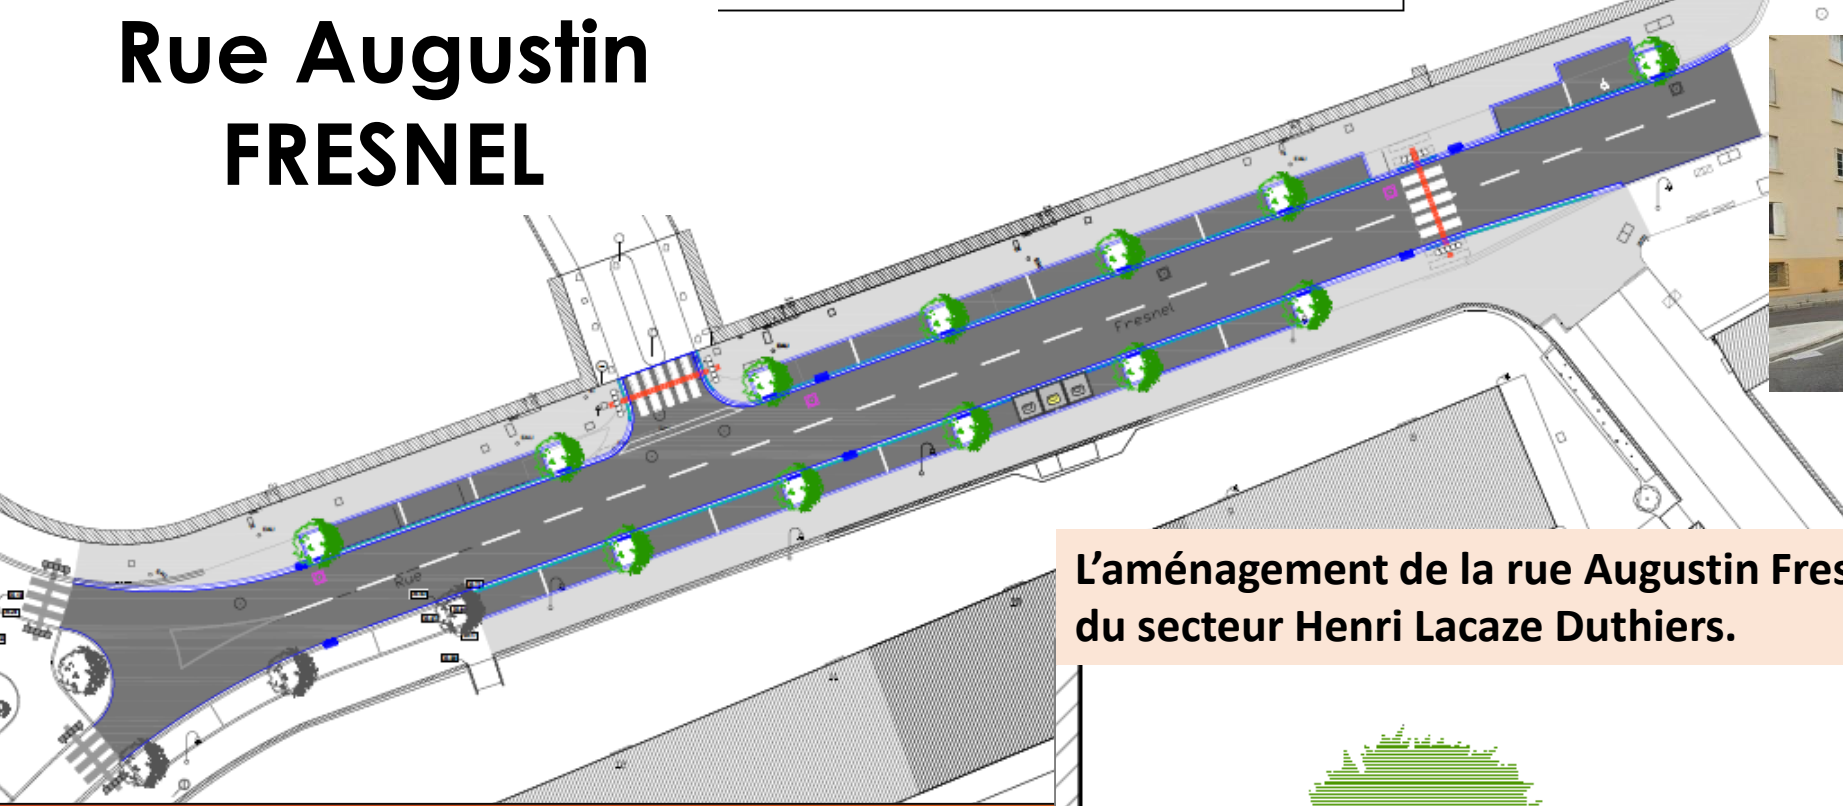 Rue Augustin
FRESNEL
Fresnel
Rue
L’aménagement de la rue Augustin Fres
du secteur Henri Lacaze Duthiers.